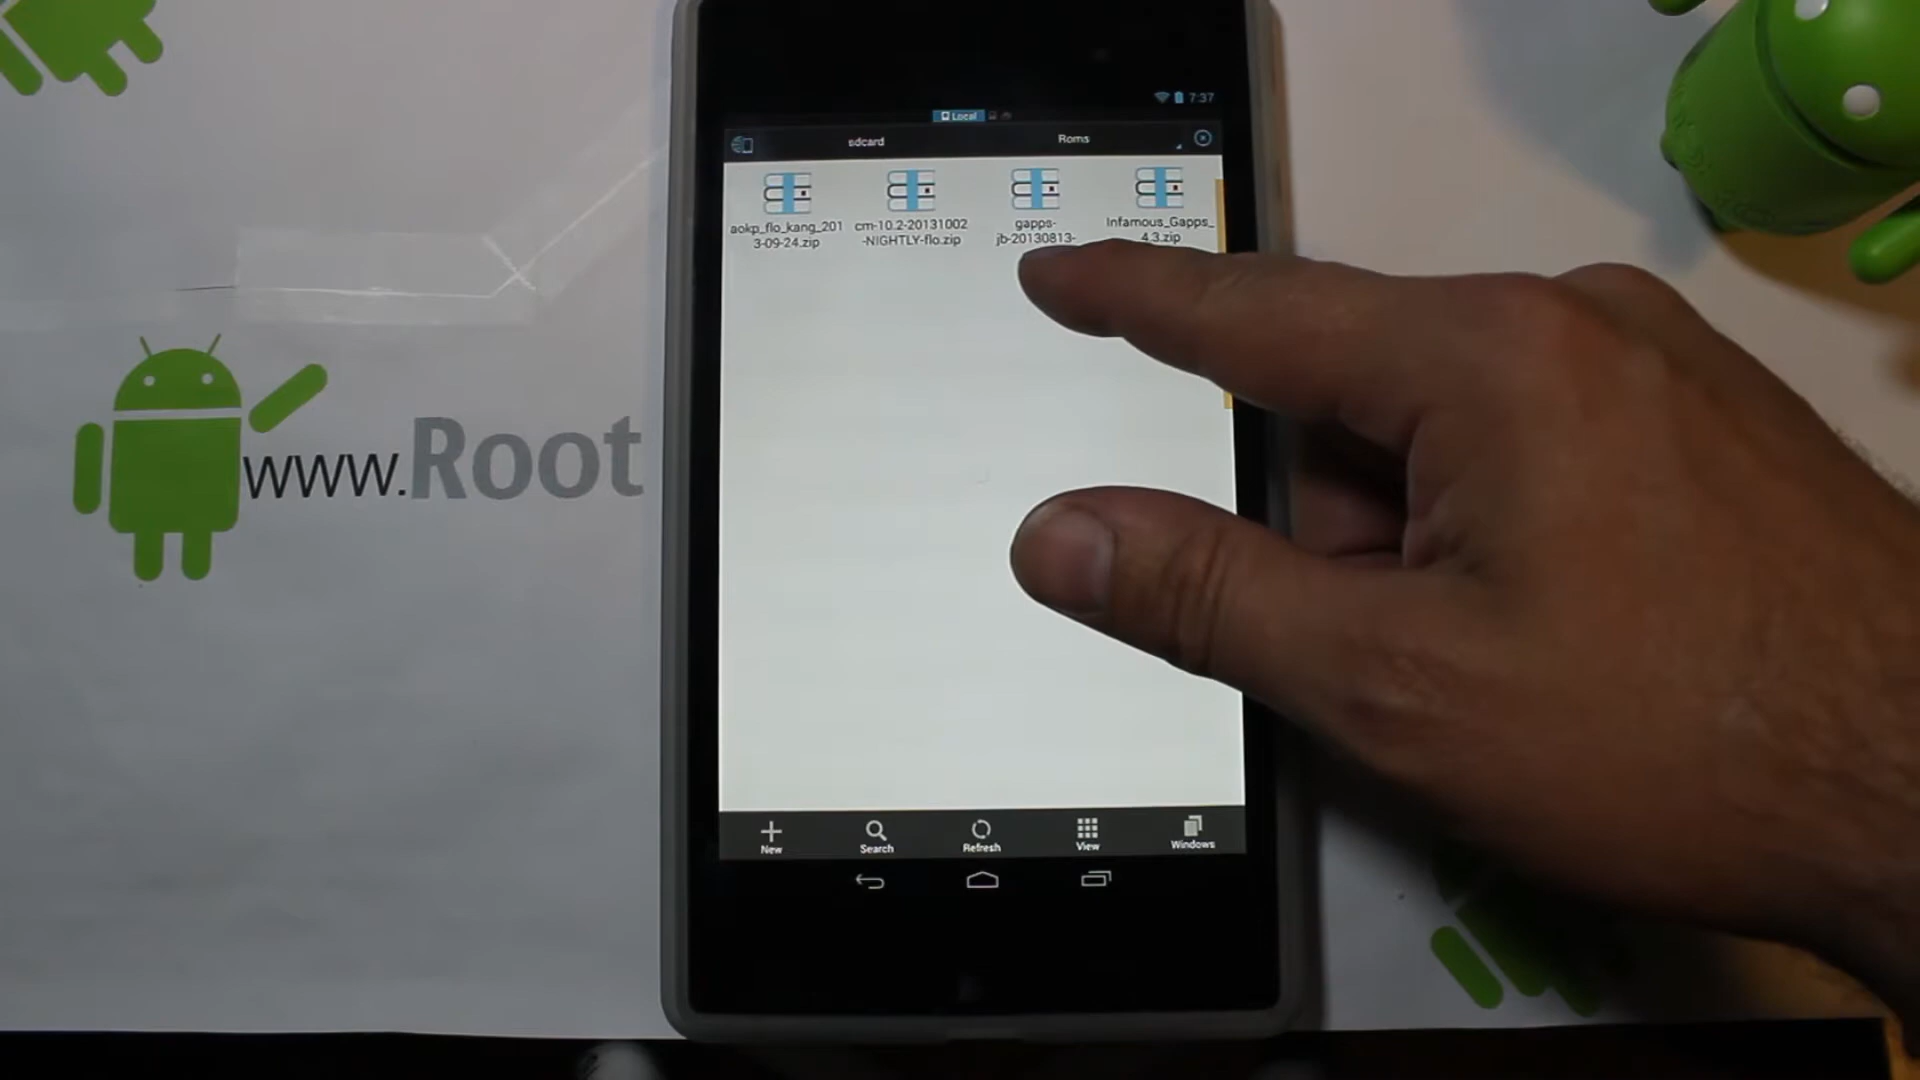 7:37
Local
sdcard
Roms
aokp_flo_kang_201
3-09-24.zip
cm-10.2-20131002
-NIGHTLY-flo.zip
gapps-
jb-20130813-
Infamous_Gapps_
4.3.zip
www.Root
New
Search
Refresh
View
Windows